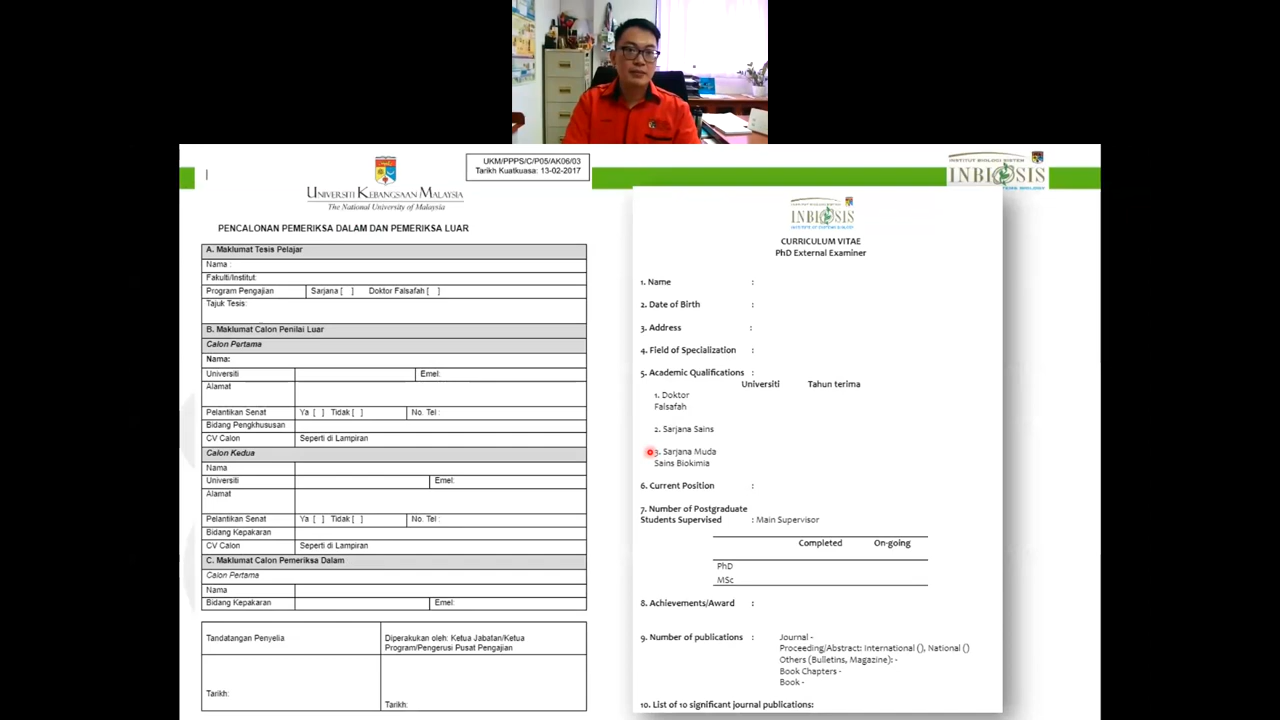 UKM/PPPS/C/P05/AK06/03
Tarikh Kuatkuasa: 13-02-2017
UNIVERSITI KEBANGSAAN MALAYSIA
The National University of Malaysia
PENCALONAN PEMERIKSA DALAM DAN PEMERIKSA LUAR
A. Maklumat Tesis Pelajar
Nama :
Fakulti/Institut:
Program Pengajian Sarjana [ ] Doktor Falsafah [ ]
Tajuk Tesis:
B. Maklumat Calon Penilai Luar
Calon Pertama
Nama:
Universiti Emel:
Alamat
Pelantikan Senat Ya [ ] Tidak [ ] No. Tel :
Bidang Pengkhususan
CV Calon Seperti di Lampiran
Calon Kedua
Nama
Universiti Emel:
Alamat
Pelantikan Senat Ya [ ] Tidak [ ] No. Tel :
Bidang Kepakaran
CV Calon Seperti di Lampiran
C. Maklumat Calon Pemeriksa Dalam
Calon Pertama
Nama
Bidang Kepakaran Emel:
Tandatangan Penyelia
Diperakukan oleh: Ketua Jabatan/Ketua
Program/Pengerusi Pusat Pengajian
Tarikh:
Tarikh:
INSTITUT BIOLOGI SISTEM
INBIOSIS
INBIOSIS
CURRICULUM VITAE
PhD External Examiner
1. Name :
2. Date of Birth :
3. Address :
4. Field of Specialization :
5. Academic Qualifications :
Universiti Tahun terima
1. Doktor
Falsafah
2. Sarjana Sains
3. Sarjana Muda
Sains Biokimia
6. Current Position :
7. Number of Postgraduate
Students Supervised : Main Supervisor
Completed On-going
PhD
MSc
8. Achievements/Award :
9. Number of publications : Journal -
Proceeding/Abstract: International (), National ()
Others (Bulletins, Magazine): -
Book Chapters -
Book -
10. List of 10 significant journal publications: